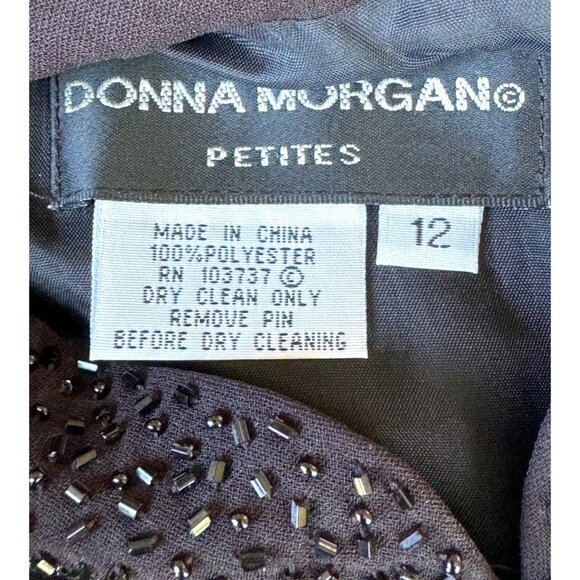 DONNA MORGAN©
PETITES
12
MADE IN CHINA
100%POLYESTER
RN 103737 ©
DRY CLEAN ONLY
REMOVE PIN
BEFORE DRY CLEANING